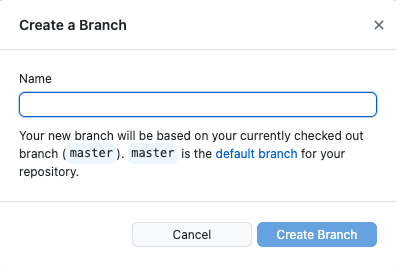 Create a Branch
Name
Your new branch will be based on your currently checked out
branch ( master ). master is the default branch for your
repository.
Cancel
Create Branch